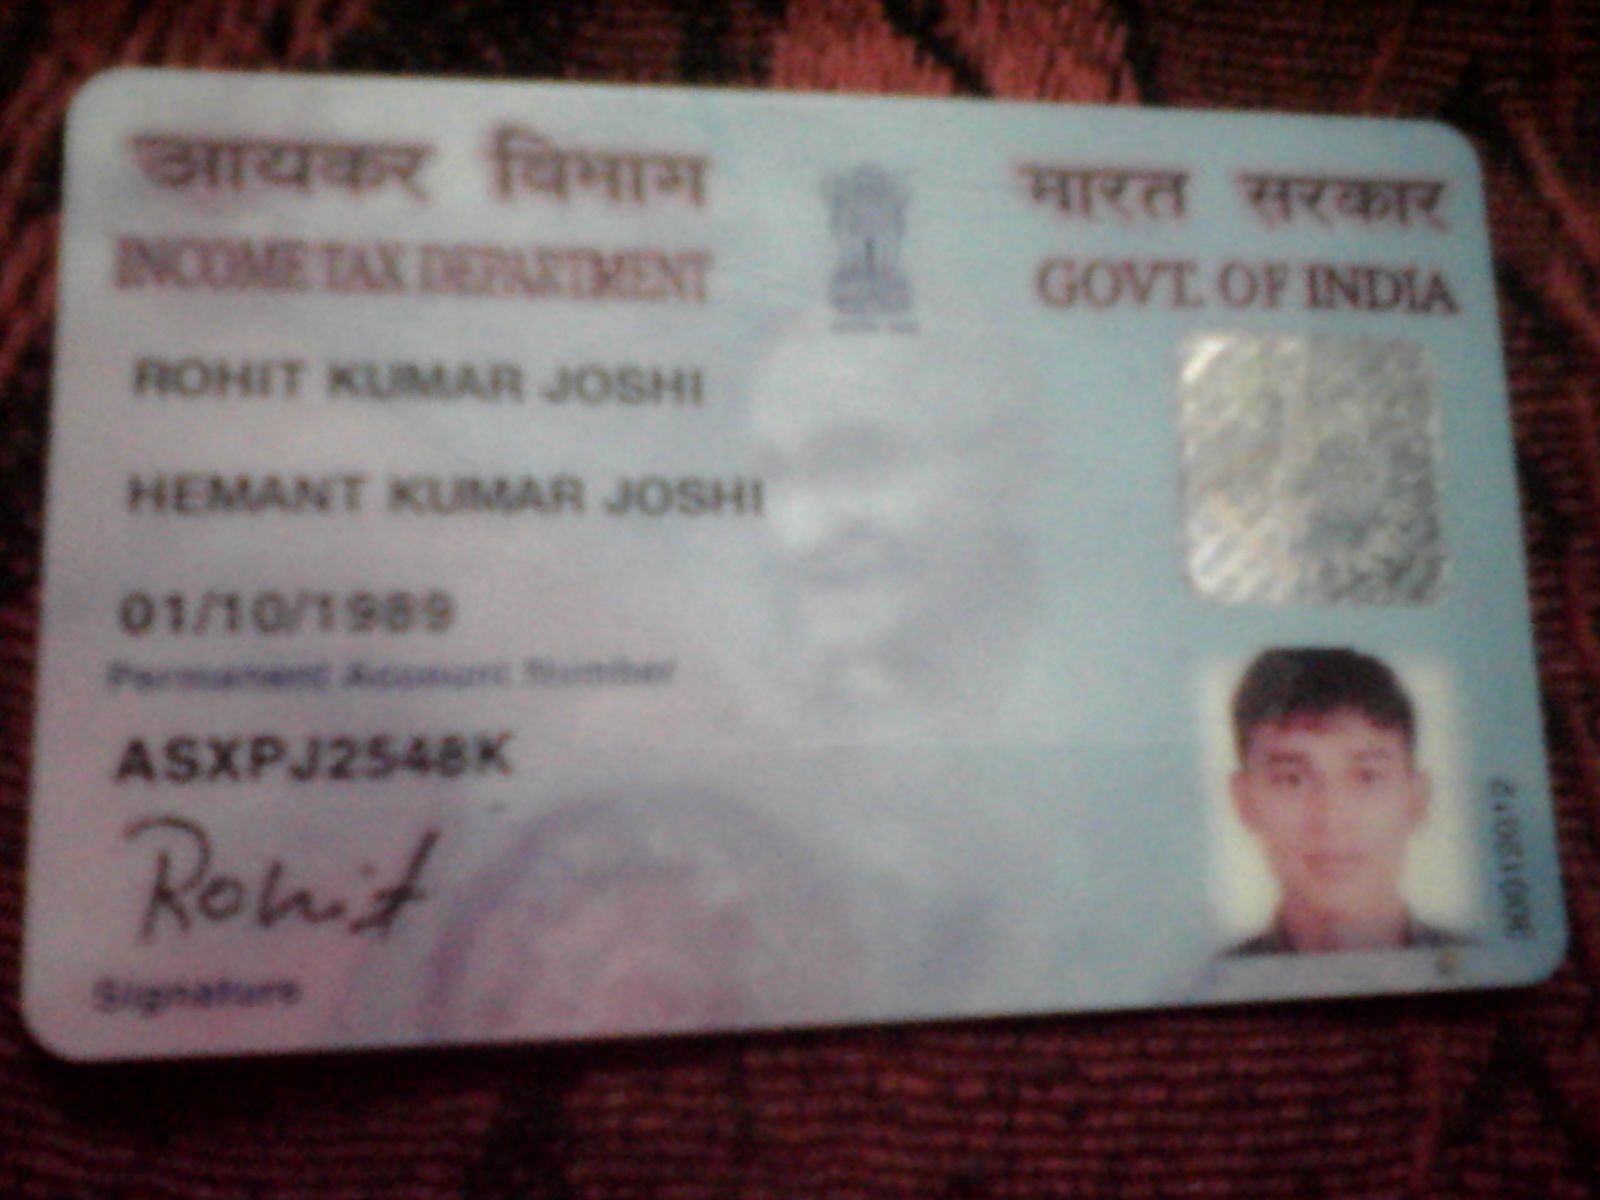 आयकर विभाग
INCOME TAX DEPARTMENT
भारत सरकार
GOVT. OF INDIA
ROHIT KUMAR JOSHI
HEMANT KUMAR JOSHI
01/10/1989
Permanent Account Number
ASXPJ2548K
Rohit
Signature
30012012